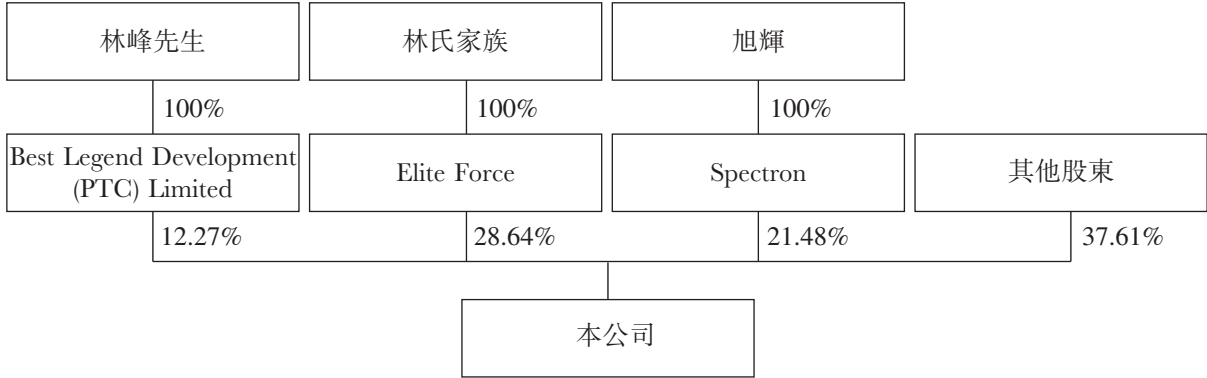 林峰先生
林氏家族
旭輝
100%
100%
100%
Best Legend Development
(PTC) Limited
Elite Force
Spectron
其他股東
12.27%
28.64%
21.48%
37.61%
本公司